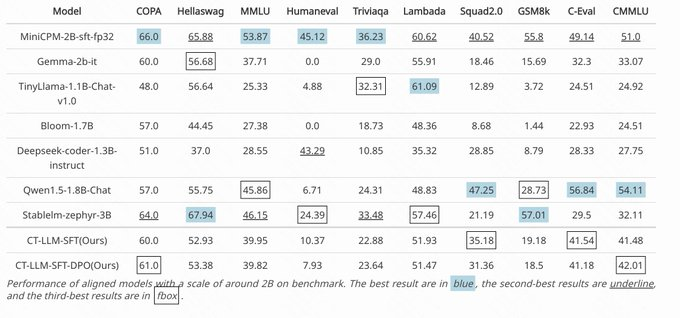 Model COPA Hellaswag MMLU Humaneval Triviaqa Lambada Squad2.0 GSM8k C-Eval CMMLU
MiniCPM-2B-sft-fp32 66.0 65.88 53.87 45.12 36.23 60.62 40.52 55.8 49.14 51.0
Gemma-2b-it 60.0 56.68 37.71 0.0 29.0 55.91 18.46 15.69 32.3 33.07
TinyLlama-1.1B-Chat- 48.0 56.64 25.33 4.88 32.31 61.09 12.89 3.72 24.51 24.92
v1.0
Bloom-1.7B 57.0 44.45 27.38 0.0 18.73 48.36 8.68 1.44 22.93 24.51
Deepseek-coder-1.3B- 51.0 37.0 28.55 43.29 10.85 35.32 28.85 8.79 28.33 27.75
instruct
Qwen1.5-1.8B-Chat 57.0 55.75 45.86 6.71 24.31 48.83 47.25 28.73 56.84 54.11
Stablelm-zephyr-3B 64.0 67.94 46.15 24.39 33.48 57.46 21.19 57.01 29.5 32.11
CT-LLM-SFT(Ours) 60.0 52.93 39.95 10.37 22.88 51.93 35.18 19.18 41.54 41.48
CT-LLM-SFT-DPO(Ours) 61.0 53.38 39.82 7.93 23.64 51.47 31.36 18.5 41.18 42.01
Performance of aligned models with a scale of around 2B on benchmark. The best result are in blue, the second-best results are underline,
and the third-best results are in fbox.